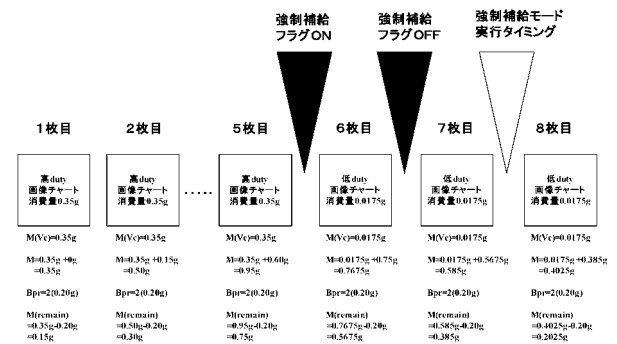 強制補給
フラグON
強制補給
フラグOFF
強制補給モード
実行タイミング
1枚目
2枚目
5枚目
6枚目
7枚目
8枚目
高duty
画像チャート
消費量0.35g
高duty
画像チャート
消費量0.35g
.....
高duty
画像チャート
消費量0.35g
低duty
画像チャート
消費量0.0175g
低duty
画像チャート
消費量0.0175g
低duty
画像チャート
消費量0.0175g
M(Vc)=0.35g
M=0.35g +0g
=0.35g
Bpr=2(0.20g)
M(remain)
=0.35g-0.20g
=0.15g
M(Vc)=0.35g
M=0.35g +0.15g
=0.50g
Bpr=2(0.20g)
M(remain)
=0.50g-0.20g
=0.30g
M(Vc)=0.35g
M=0.35g +0.60g
=0.95g
Bpr=2(0.20g)
M(remain)
=0.95g-0.20g
=0.75g
M(Vc)=0.0175g
M=0.0175g +0.75g
=0.7675g
Bpr=2(0.20g)
M(remain)
=0.7675g-0.20g
=0.5675g
M(Vc)=0.0175g
M=0.0175g +0.5675g
=0.585g
Bpr=2(0.20g)
M(remain)
=0.585g-0.20g
=0.385g
M(Vc)=0.0175g
M=0.0175g +0.385g
=0.4025g
Bpr=2(0.20g)
M(remain)
=0.4025g-0.20g
=0.2025g